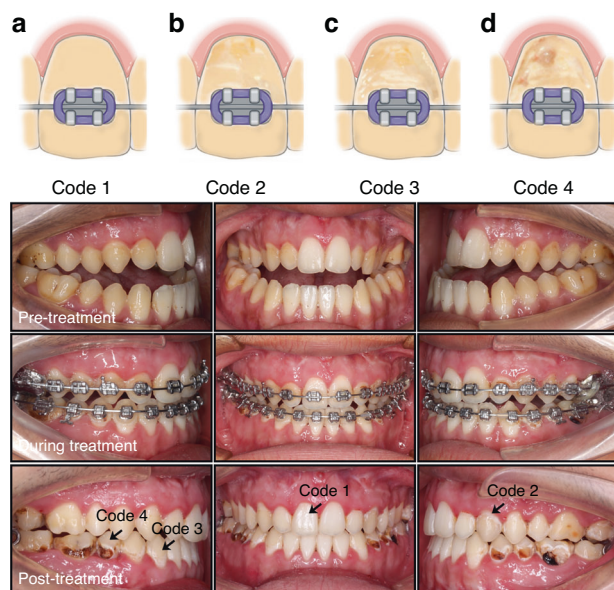 a b c d
Code 1 Code 2 Code 3 Code 4
Pre-treatment
During treatment
Code 4
Code 3
Code 1
Code 2
Post-treatment